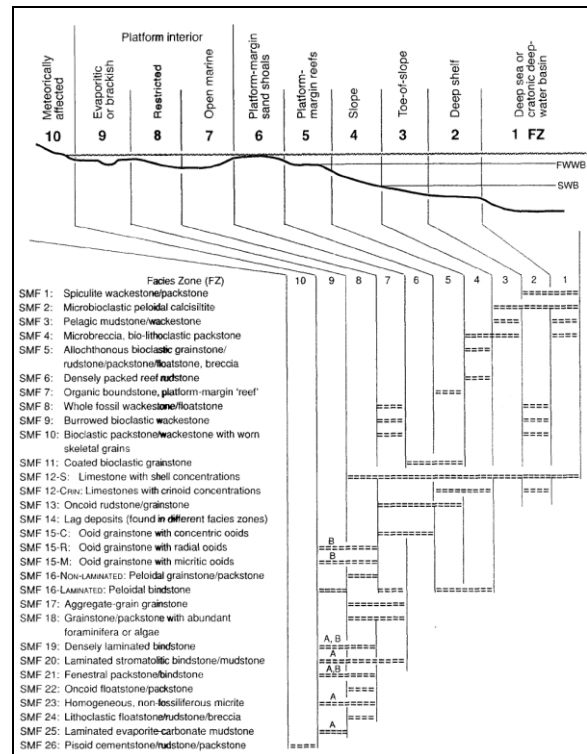 Platform interior
Meteorically affected
Evaporitic or brackish
Restricted
Open marine
Platform-margin sand shoals
Platform-margin reefs
Slope
Toe-of-slope
Deep shelf
Deep sea or cratonic deep-water basin
10 9 8 7 6 5 4 3 2 1 FZ
FWWB
SWB
Facies Zone (FZ) 10 9 8 7 6 5 4 3 2 1
SMF 1: Spiculite wackestone/packstone
SMF 2: Microbioclastic peloidal calcisiltite
SMF 3: Pelagic mudstone/wackestone
SMF 4: Microbreccia, bio-lithoclastic packstone
SMF 5: Allochthonous bioclastic grainstone/
rudstone/packstone/floatstone, breccia
SMF 6: Densely packed reef rudstone
SMF 7: Organic boundstone, platform-margin 'reef'
SMF 8: Whole fossil wackestone/floatstone
SMF 9: Burrowed bioclastic wackestone
SMF 10: Bioclastic packstone/wackestone with worn
skeletal grains
SMF 11: Coated bioclastic grainstone
SMF 12-S: Limestone with shell concentrations
SMF 12-CRIN: Limestones with crinoid concentrations
SMF 13: Oncoid rudstone/grainstone
SMF 14: Lag deposits (found in different facies zones)
SMF 15-C: Ooid grainstone with concentric ooids
SMF 15-R: Ooid grainstone with radial ooids B
SMF 15-M: Ooid grainstone with micritic ooids B
SMF 16-NON-LAMINATED: Peloidal grainstone/packstone
SMF 16-LAMINATED: Peloidal bindstone
SMF 17: Aggregate-grain grainstone
SMF 18: Grainstone/packstone with abundant
foraminifera or algae
SMF 19: Densely laminated bindstone A, B
SMF 20: Laminated stromatolitic bindstone/mudstone A
SMF 21: Fenestral packstone/bindstone A,B
SMF 22: Oncoid floatstone/packstone
SMF 23: Homogeneous, non-fossiliferous micrite A
SMF 24: Lithoclastic floatstone/rudstone/breccia
SMF 25: Laminated evaporite-carbonate mudstone A
SMF 26: Pisoid cementstone/rudstone/packstone